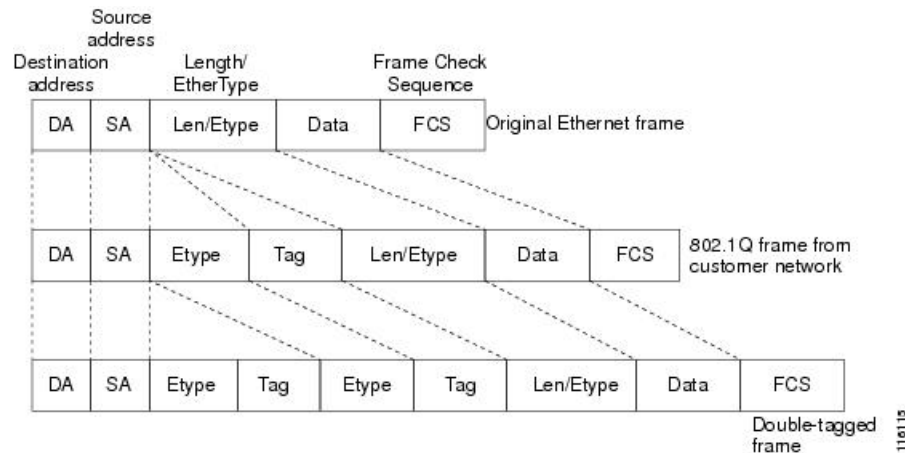 Source
address
Destination
address
Length/
EtherType
Frame Check
Sequence
DA SA Len/Etype Data FCS Original Ethernet frame
DA SA Etype Tag Len/Etype Data FCS 802.1Q frame from
customer network
DA SA Etype Tag Etype Tag Len/Etype Data FCS
Double-tagged
frame
116115